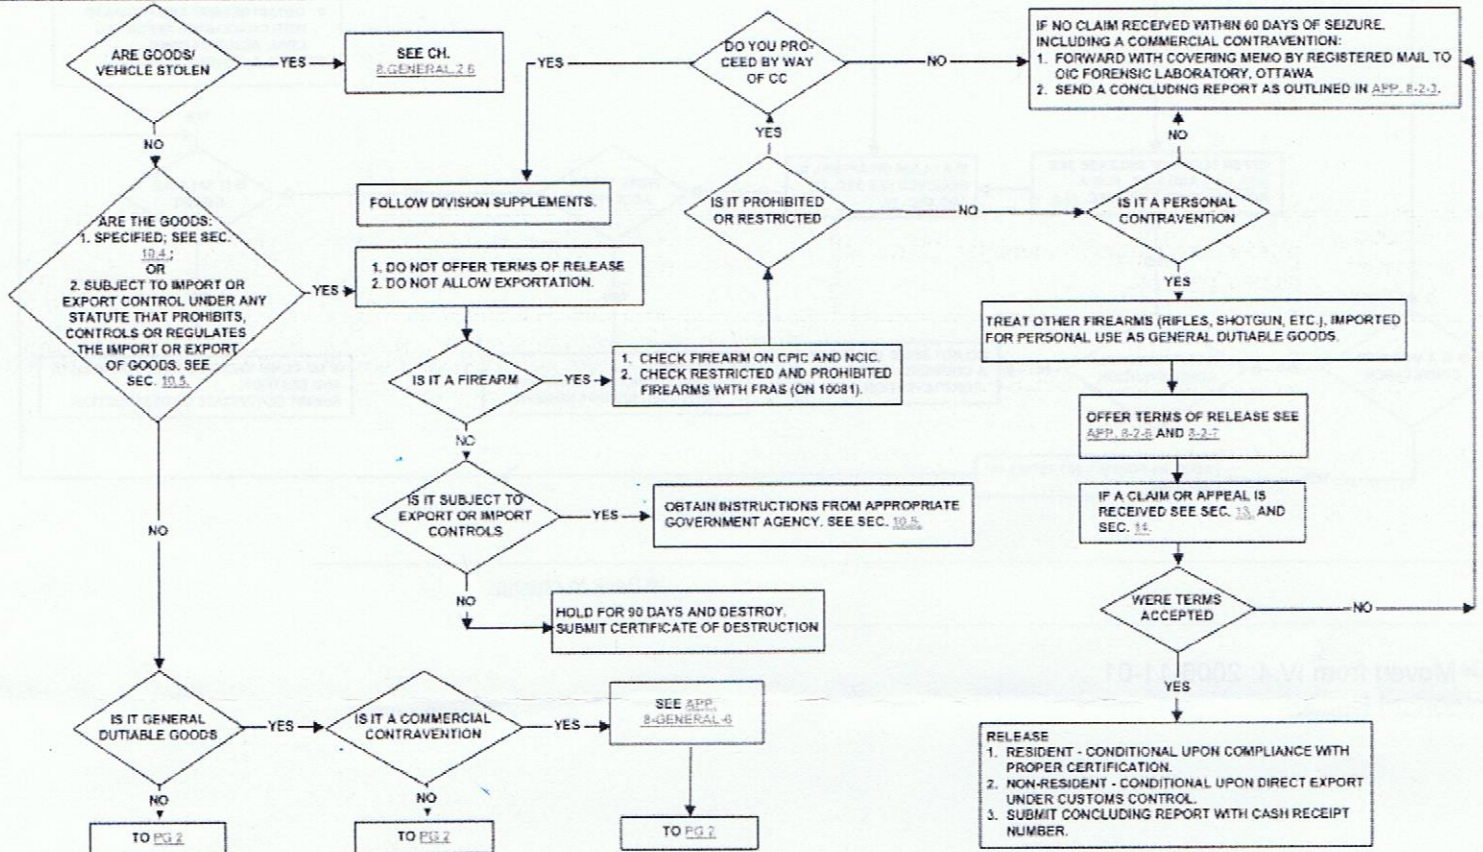 ARE GOODS/
VEHICLE STOLEN
YES
SEE CH.
8.GENERAL.2.6
NO
ARE THE GOODS:
1. SPECIFIED; SEE SEC.
10.4.;
OR
2. SUBJECT TO IMPORT OR
EXPORT CONTROL UNDER ANY
STATUTE THAT PROHIBITS,
CONTROLS OR REGULATES
THE IMPORT OR EXPORT
OF GOODS. SEE
SEC. 10.5.
YES
1. DO NOT OFFER TERMS OF RELEASE
2. DO NOT ALLOW EXPORTATION.
IS IT A FIREARM
YES
1. CHECK FIREARM ON CPIC AND NCIC.
2. CHECK RESTRICTED AND PROHIBITED
FIREARMS WITH FRAS (ON 10081).
IS IT PROHIBITED
OR RESTRICTED
YES
DO YOU PRO-
CEED BY WAY
OF CC
YES
FOLLOW DIVISION SUPPLEMENTS.
NO
IF NO CLAIM RECEIVED WITHIN 60 DAYS OF SEIZURE.
INCLUDING A COMMERCIAL CONTRAVENTION:
1. FORWARD WITH COVERING MEMO BY REGISTERED MAIL TO
OIC FORENSIC LABORATORY, OTTAWA
2. SEND A CONCLUDING REPORT AS OUTLINED IN APP. 8-2-3.
NO
NO
IS IT A PERSONAL
CONTRAVENTION
YES
TREAT OTHER FIREARMS (RIFLES, SHOTGUN, ETC.), IMPORTED
FOR PERSONAL USE AS GENERAL DUTIABLE GOODS.
OFFER TERMS OF RELEASE SEE
APP. 8-2-6 AND 8-2-7
IF A CLAIM OR APPEAL IS
RECEIVED SEE SEC. 13. AND
SEC. 14.
WERE TERMS
ACCEPTED
NO
YES
RELEASE
1. RESIDENT - CONDITIONAL UPON COMPLIANCE WITH
PROPER CERTIFICATION.
2. NON-RESIDENT - CONDITIONAL UPON DIRECT EXPORT
UNDER CUSTOMS CONTROL.
3. SUBMIT CONCLUDING REPORT WITH CASH RECEIPT
NUMBER.
NO
IS IT SUBJECT TO
EXPORT OR IMPORT
CONTROLS
YES
OBTAIN INSTRUCTIONS FROM APPROPRIATE
GOVERNMENT AGENCY. SEE SEC. 10.5.
NO
HOLD FOR 90 DAYS AND DESTROY.
SUBMIT CERTIFICATE OF DESTRUCTION
NO
IS IT GENERAL
DUTIABLE GOODS
YES
IS IT A COMMERCIAL
CONTRAVENTION
YES
SEE APP.
8-GENERAL-6
NO
TO PG 2
NO
TO PG 2
TO PG 2